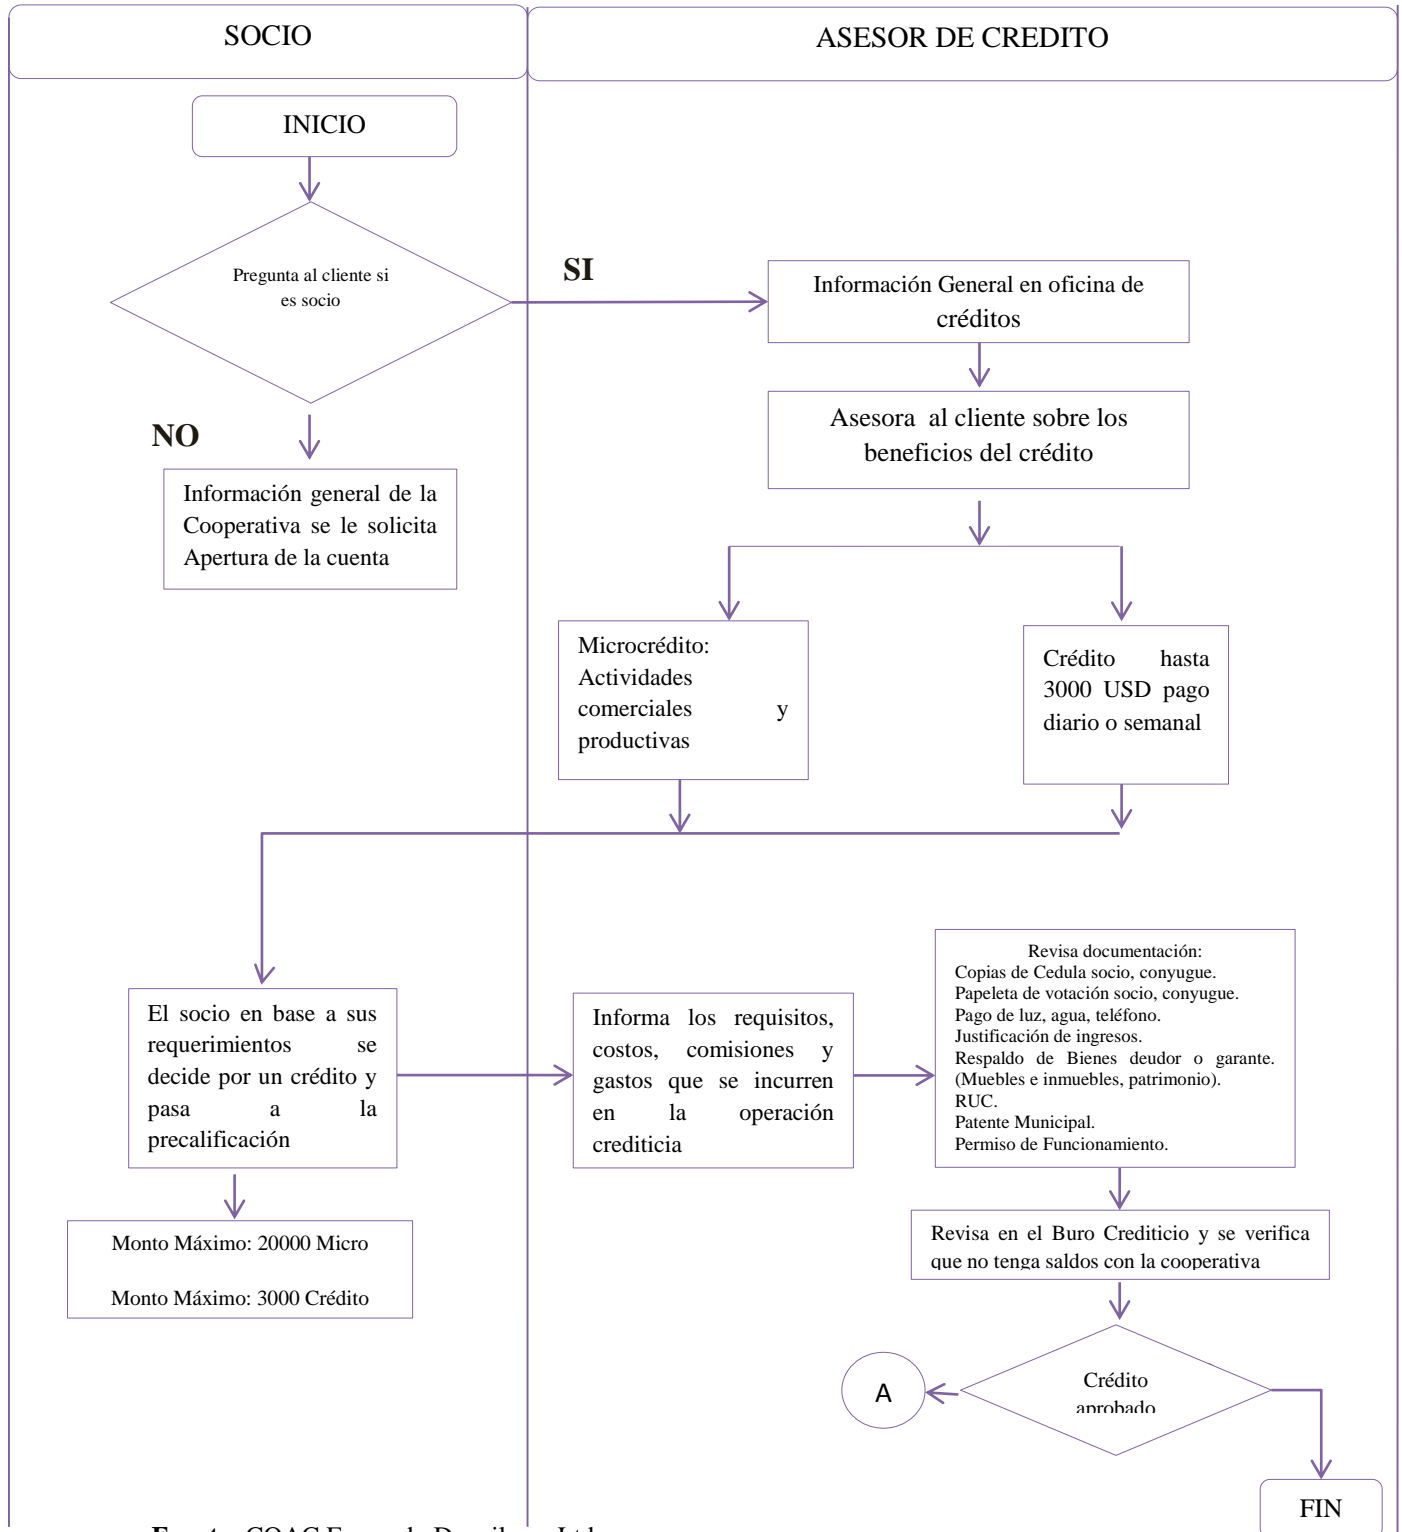 SOCIO
ASESOR DE CREDITO
INICIO
Pregunta al cliente si
es socio
SI
Información General en oficina de
créditos
Asesora al cliente sobre los
beneficios del crédito
NO
Información general de la
Cooperativa se le solicita
Apertura de la cuenta
Microcrédito:
Actividades
comerciales y
productivas
Crédito hasta
3000 USD pago
diario o semanal
El socio en base a sus
requerimientos se
decide por un crédito y
pasa a la
precalificación
Informa los requisitos,
costos, comisiones y
gastos que se incurren
en la operación
crediticia
Revisa documentación:
Copias de Cedula socio, conyugue.
Papeleta de votación socio, conyugue.
Pago de luz, agua, teléfono.
Justificación de ingresos.
Respaldo de Bienes deudor o garante.
(Muebles e inmuebles, patrimonio).
RUC.
Patente Municipal.
Permiso de Funcionamiento.
Monto Máximo: 20000 Micro
Monto Máximo: 3000 Crédito
Revisa en el Buro Crediticio y se verifica
que no tenga saldos con la cooperativa
Crédito
aprobado
A
FIN
COAC